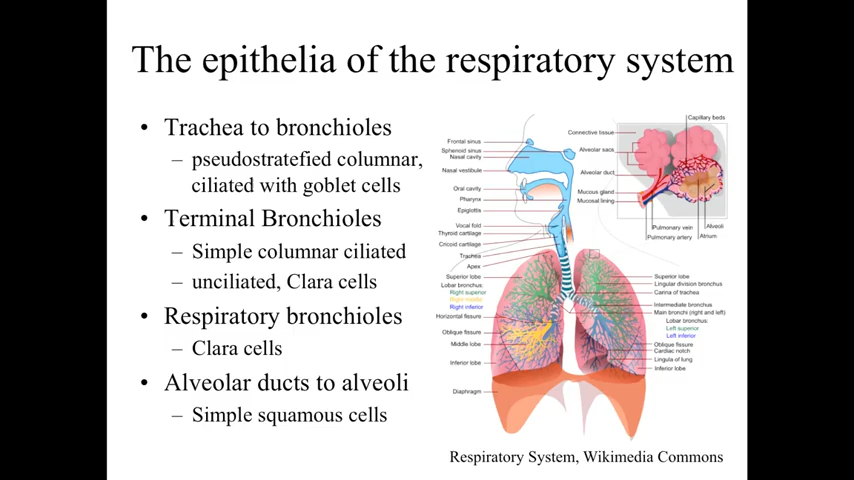 The epithelia of the respiratory system
• Trachea to bronchioles
– pseudostratefied columnar,
ciliated with goblet cells
• Terminal Bronchioles
– Simple columnar ciliated
– unciliated, Clara cells
• Respiratory bronchioles
– Clara cells
• Alveolar ducts to alveoli
– Simple squamous cells
Frontal sinus
Sphenoid sinus
Nasal cavity
Nasal vestibule
Oral cavity
Pharynx
Epiglottis
Vocal fold
Thyroid cartilage
Cricoid cartilage
Trachea
Apex
Superior lobe
Lobar bronchus:
Right superior
Right middle
Right inferior
Horizontal fissure
Oblique fissure
Middle lobe
Inferior lobe
Diaphragm
Capillary beds
Connective tissue
Alveolar sacs
Alveolar duct
Mucous gland
Mucosal lining
Pulmonary vein
Pulmonary artery
Alveoli
Atrium
Superior lobe
Lingular division bronchus
Carina of trachea
Intermediate bronchus
Main bronchi (right and left)
Lobar bronchus:
Left superior
Left inferior
Oblique fissure
Cardiac notch
Lingula of lung
Inferior lobe
Respiratory System, Wikimedia Commons